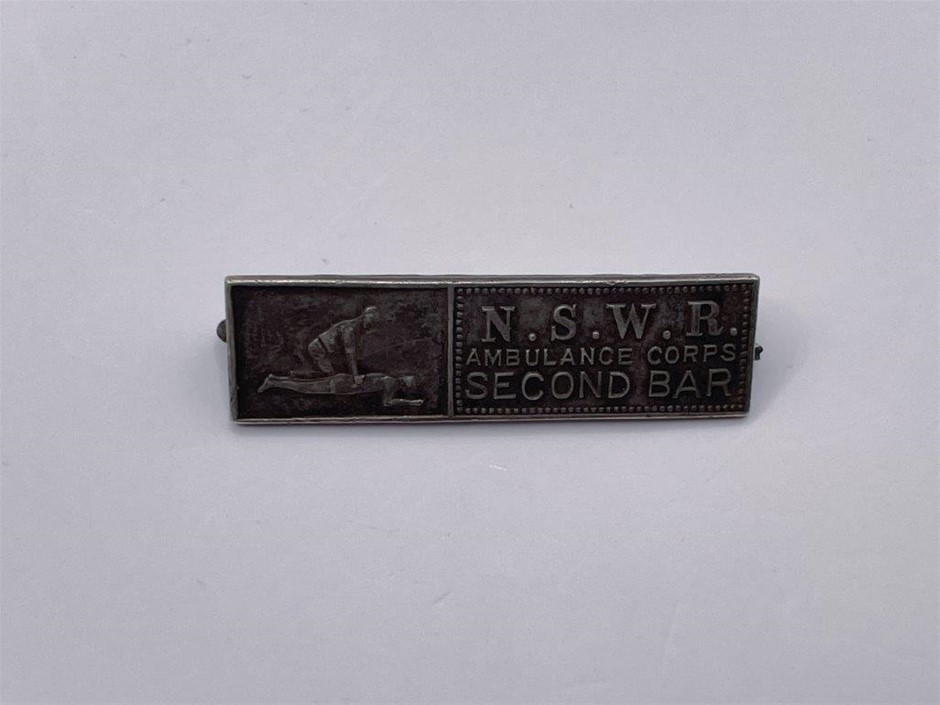 N.S.W.R.
AMBULANCE CORPS
SECOND BAR